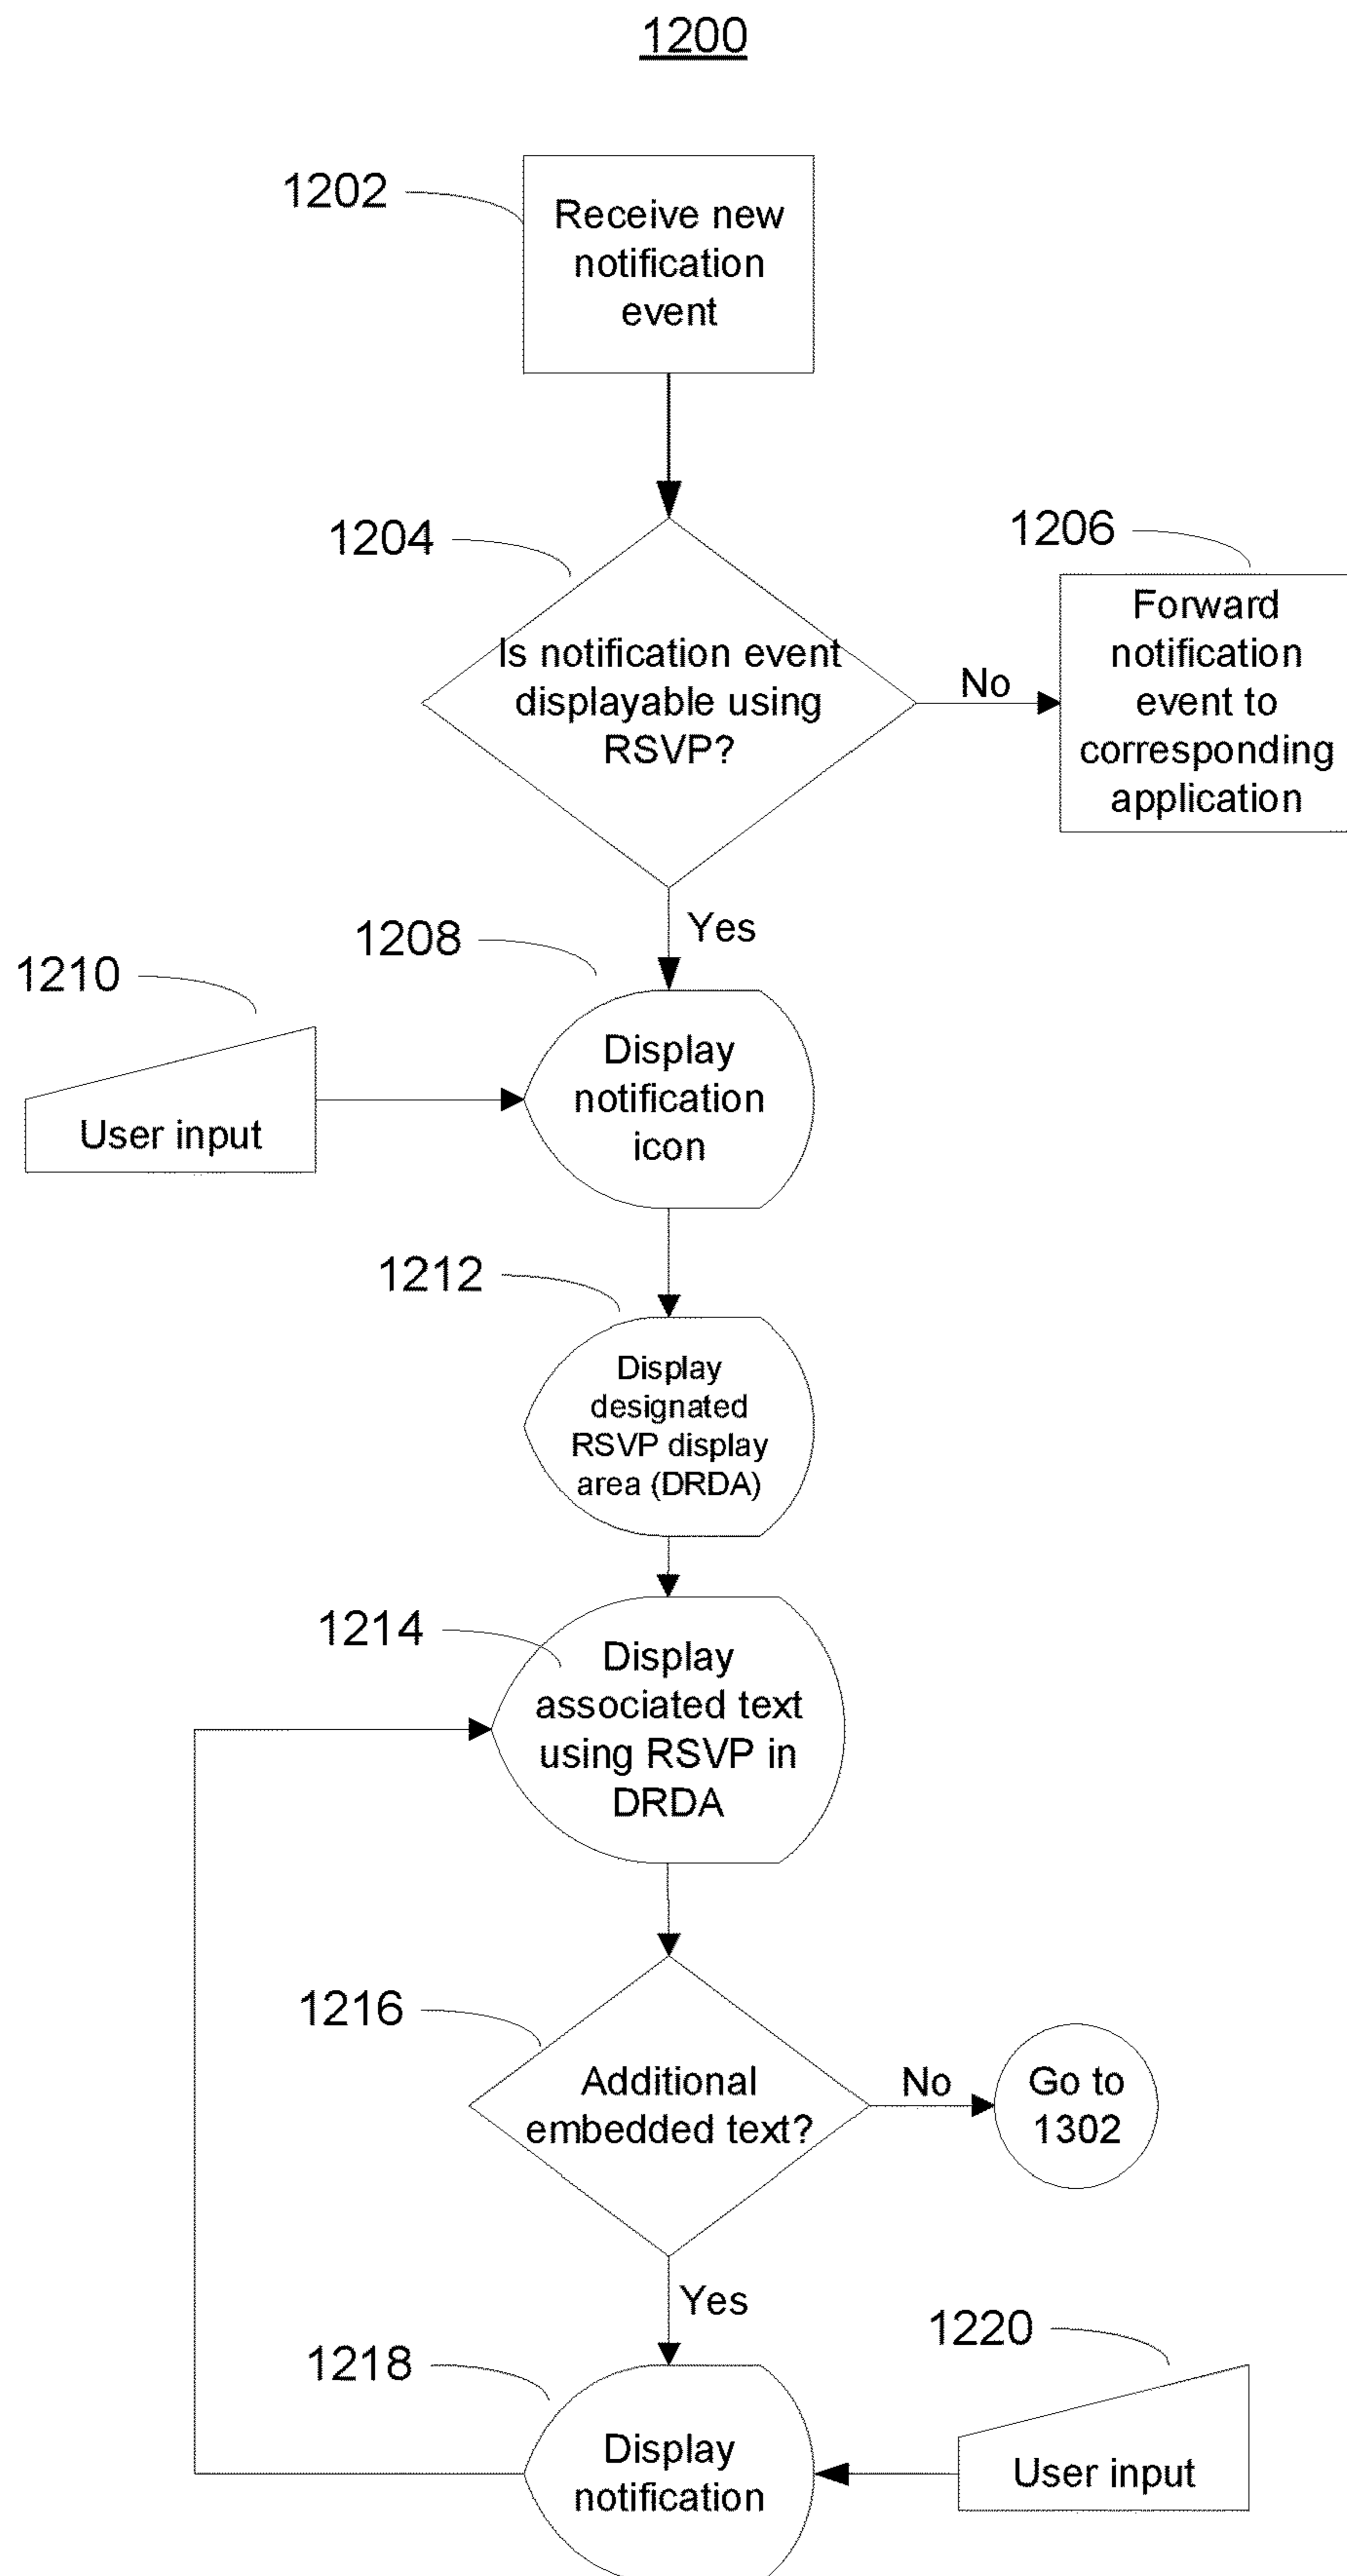 1200
1202
Receive new
notification
event
1204
Is notification event
displayable using
RSVP?
No
1206
Forward
notification
event to
corresponding
application
Yes
1208
Display
notification
icon
1210
User input
1212
Display
designated
RSVP display
area (DRDA)
1214
Display
associated text
using RSVP in
DRDA
1216
Additional
embedded text?
No
Go to
1302
Yes
1218
Display
notification
1220
User input